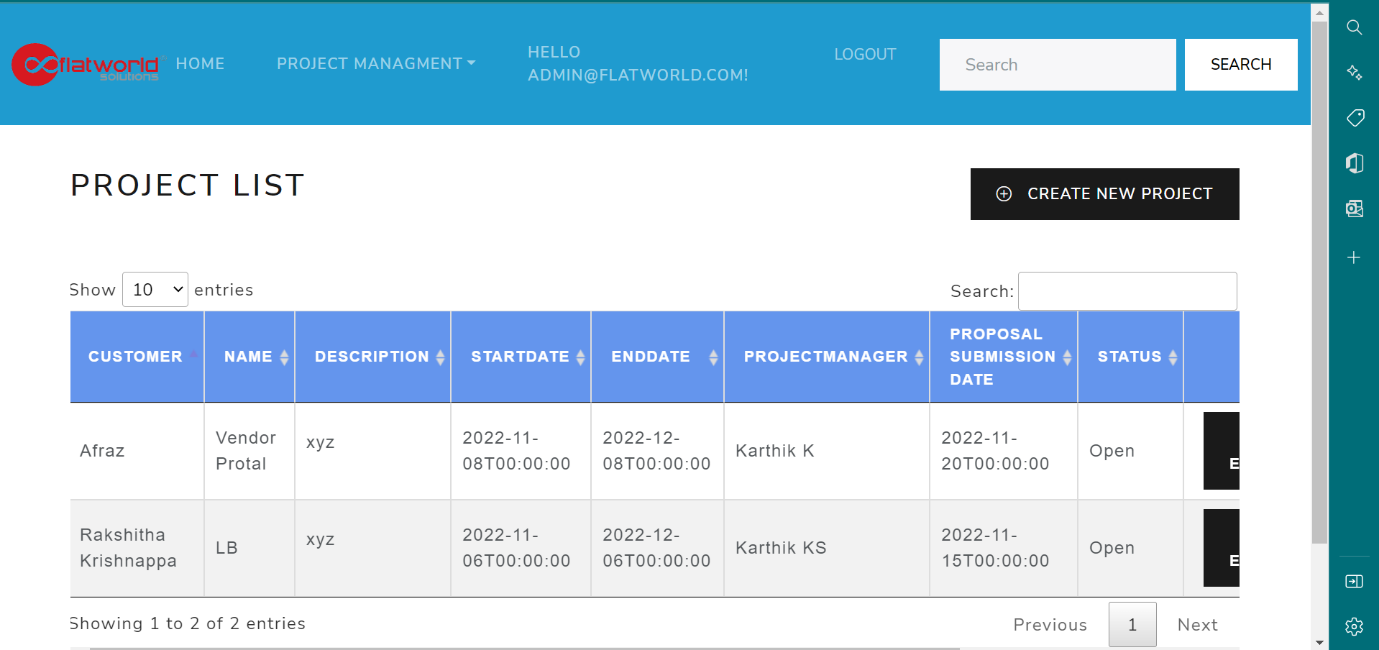 flatworld
solutions
HOME
PROJECT MANAGMENT
HELLO
ADMIN@FLATWORLD.COM!
LOGOUT
Search
SEARCH
PROJECT LIST
CREATE NEW PROJECT
Show 10 entries
Search:
CUSTOMER
NAME
DESCRIPTION
STARTDATE
ENDDATE
PROJECTMANAGER
PROPOSAL
SUBMISSION
DATE
STATUS
Afraz
Vendor
Protal
xyz
2022-11-
08T00:00:00
2022-12-
08T00:00:00
Karthik K
2022-11-
20T00:00:00
Open
E
Rakshitha
Krishnappa
LB
xyz
2022-11-
06T00:00:00
2022-12-
06T00:00:00
Karthik KS
2022-11-
15T00:00:00
Open
E
Showing 1 to 2 of 2 entries
Previous
1
Next